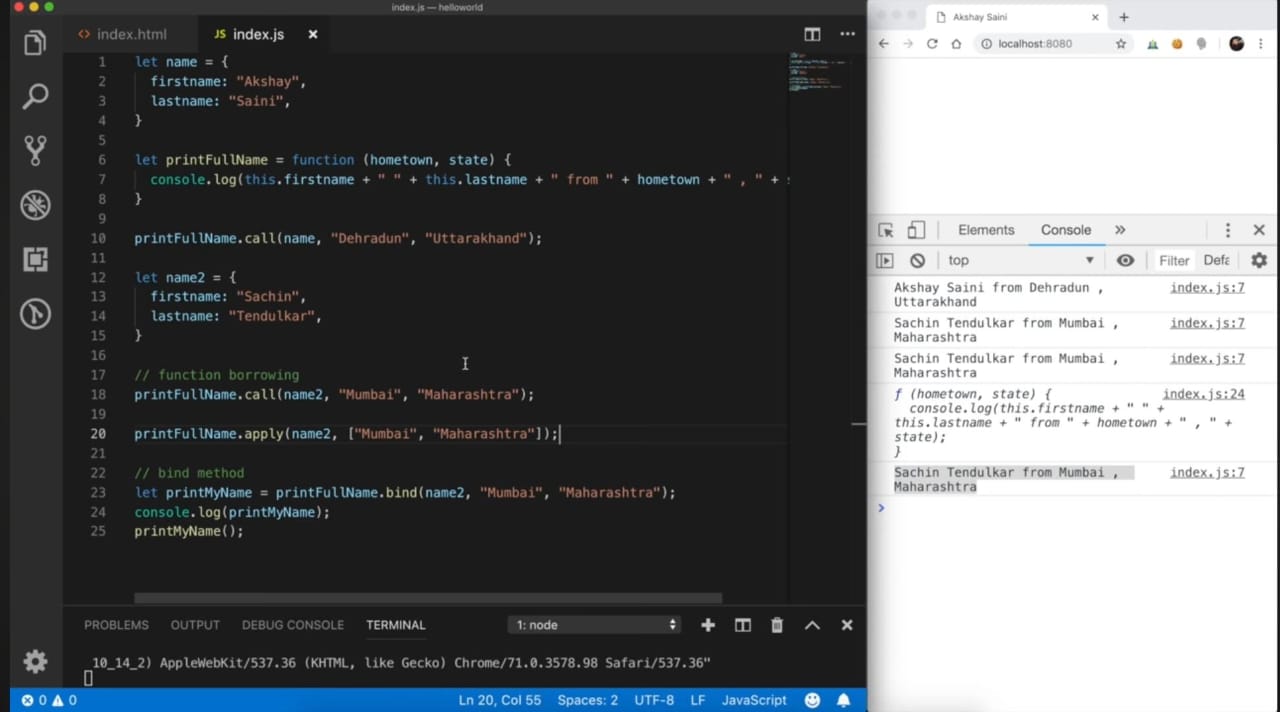 index.js — helloworld
index.html
JS index.js
1 let name = {
2 firstname: "Akshay",
3 lastname: "Saini",
4 }
5
6 let printFullName = function (hometown, state) {
7 console.log(this.firstname + " " + this.lastname + " from " + hometown + " , " +
8 }
9
10 printFullName.call(name, "Dehradun", "Uttarakhand");
11
12 let name2 = {
13 firstname: "Sachin",
14 lastname: "Tendulkar",
15 }
16
17 // function borrowing
18 printFullName.call(name2, "Mumbai", "Maharashtra");
19
20 printFullName.apply(name2, ["Mumbai", "Maharashtra"]);
21
22 // bind method
23 let printMyName = printFullName.bind(name2, "Mumbai", "Maharashtra");
24 console.log(printMyName);
25 printMyName();
PROBLEMS OUTPUT DEBUG CONSOLE TERMINAL 1: node
10_14_2) AppleWebKit/537.36 (KHTML, like Gecko) Chrome/71.0.3578.98 Safari/537.36"
0 0 Ln 20, Col 55 Spaces: 2 UTF-8 LF JavaScript
Akshay Saini
localhost:8080
Elements Console »
top Filter Defa
Akshay Saini from Dehradun , index.js:7
Uttarakhand
Sachin Tendulkar from Mumbai , index.js:7
Maharashtra
Sachin Tendulkar from Mumbai , index.js:7
Maharashtra
ƒ (hometown, state) { index.js:24
console.log(this.firstname + " " +
this.lastname + " from " + hometown + " , " +
state);
}
Sachin Tendulkar from Mumbai , index.js:7
Maharashtra